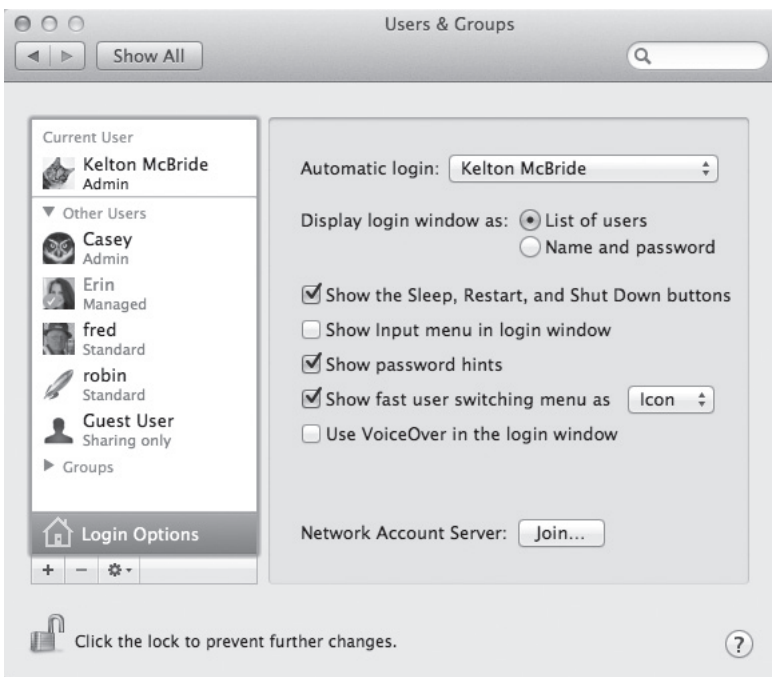 Users & Groups
Show All
Current User
Kelton McBride
Admin
Other Users
Casey
Admin
Erin
Managed
fred
Standard
robin
Standard
Guest User
Sharing only
Groups
Login Options
Automatic login: Kelton McBride
Display login window as: List of users
Name and password
Show the Sleep, Restart, and Shut Down buttons
Show Input menu in login window
Show password hints
Show fast user switching menu as Icon
Use VoiceOver in the login window
Network Account Server: Join...
Click the lock to prevent further changes.
?